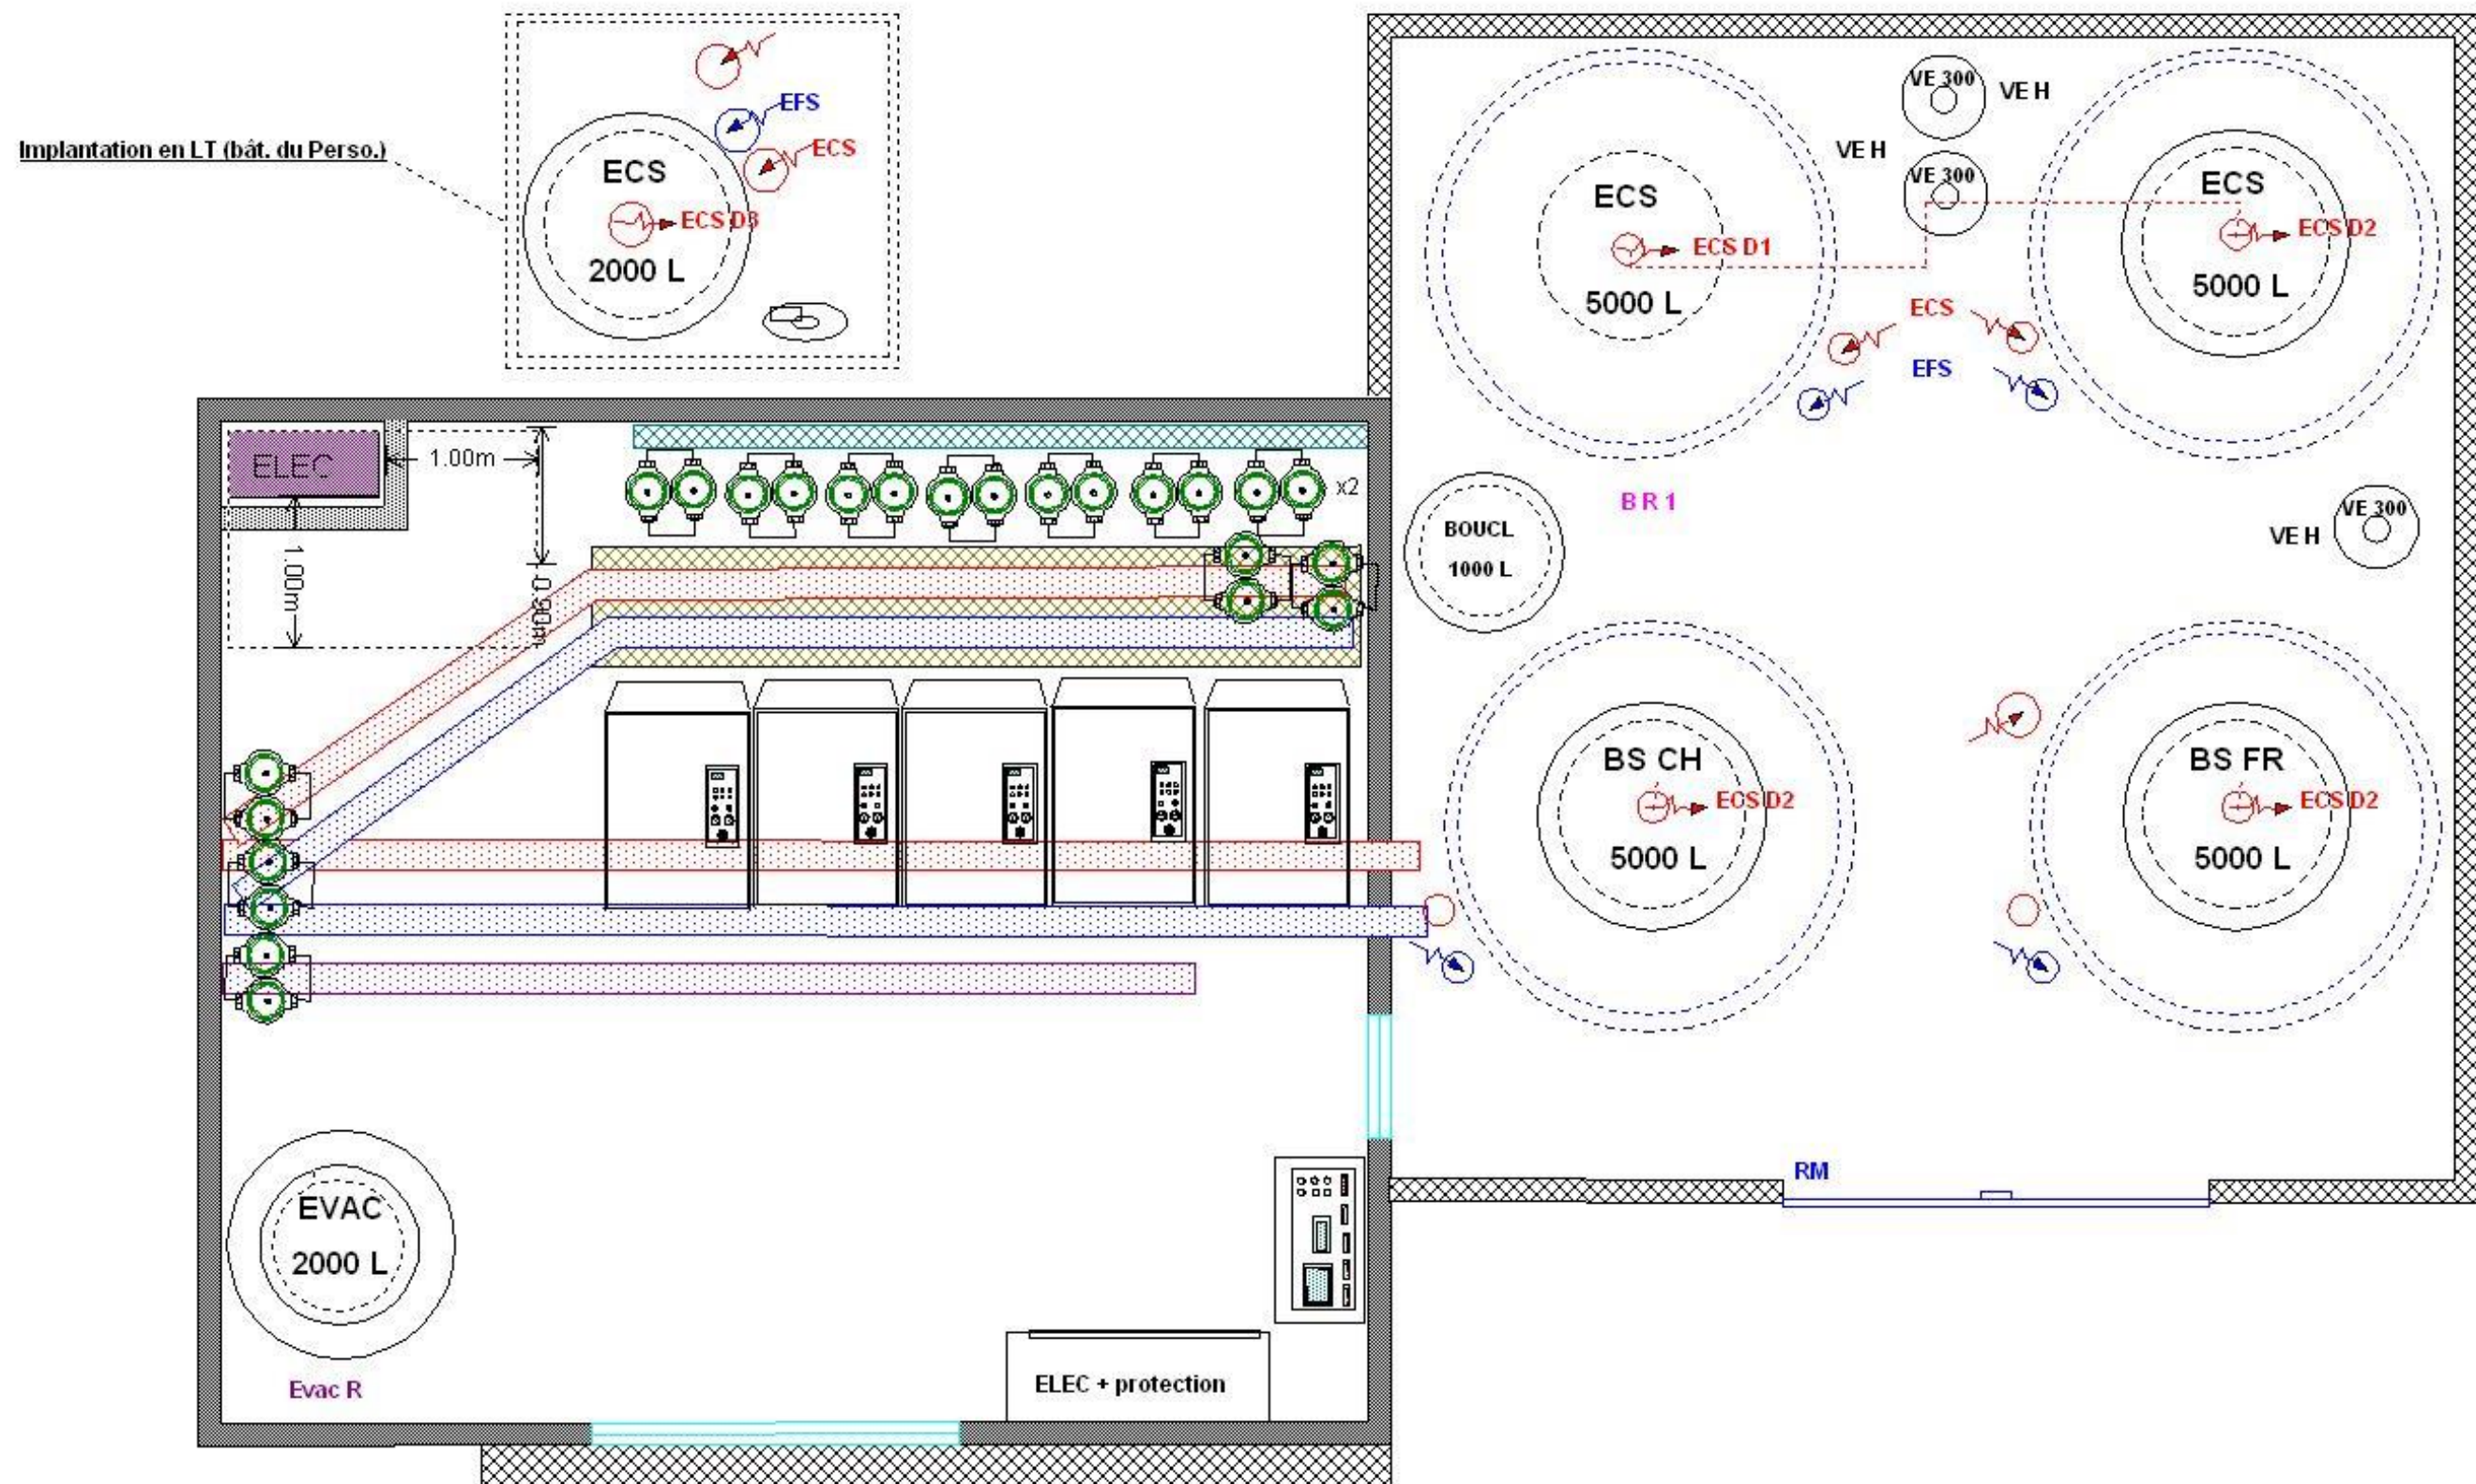 Implantation en LT (bât. du Perso.)
EFS
ECS
ECS
ECS D3
2000 L
VE 300
VE H
VE H
VE 300
ECS
ECS D1
5000 L
ECS
ECS D2
5000 L
ECS
EFS
ELEC
1.00m
1.00m
0.90m
x2
B R 1
BOUCL
1000 L
VE 300
VE H
BS CH
ECS D2
5000 L
BS FR
ECS D2
5000 L
RM
EVAC
2000 L
Evac R
ELEC + protection